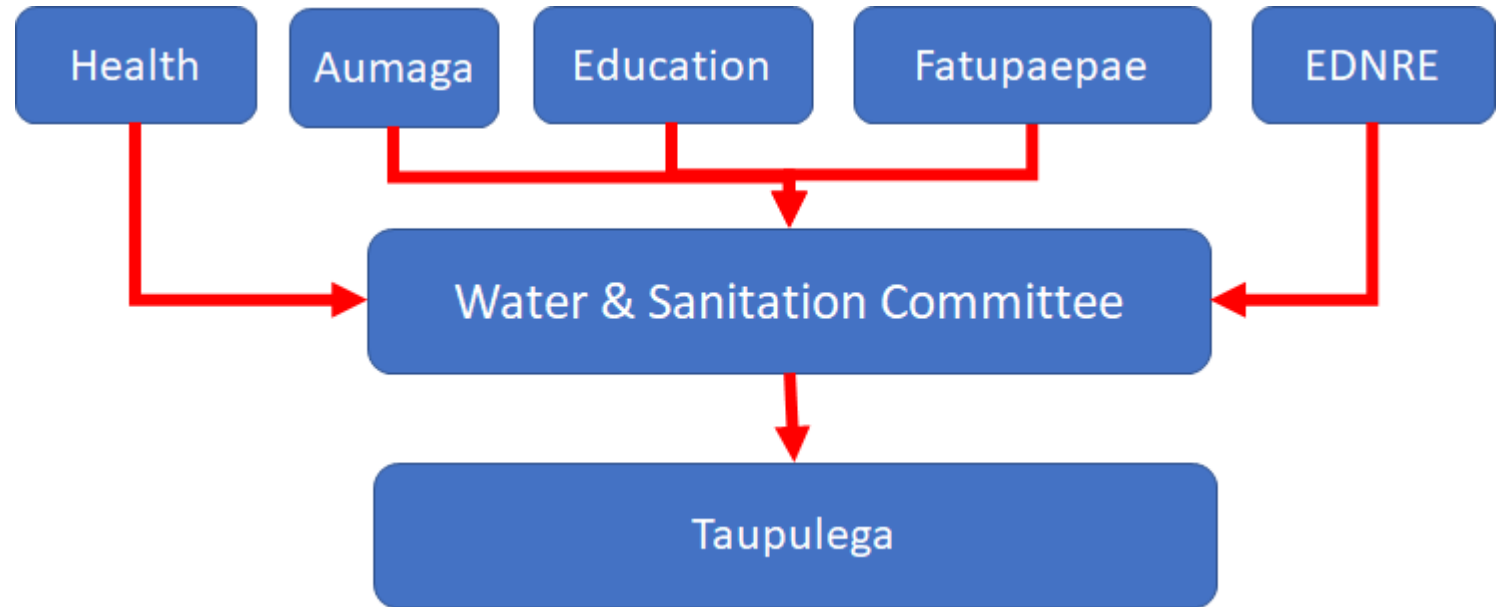 Health
Aumaga
Education
Fatupaepae
EDNRE
Water & Sanitation Committee
Taupulega